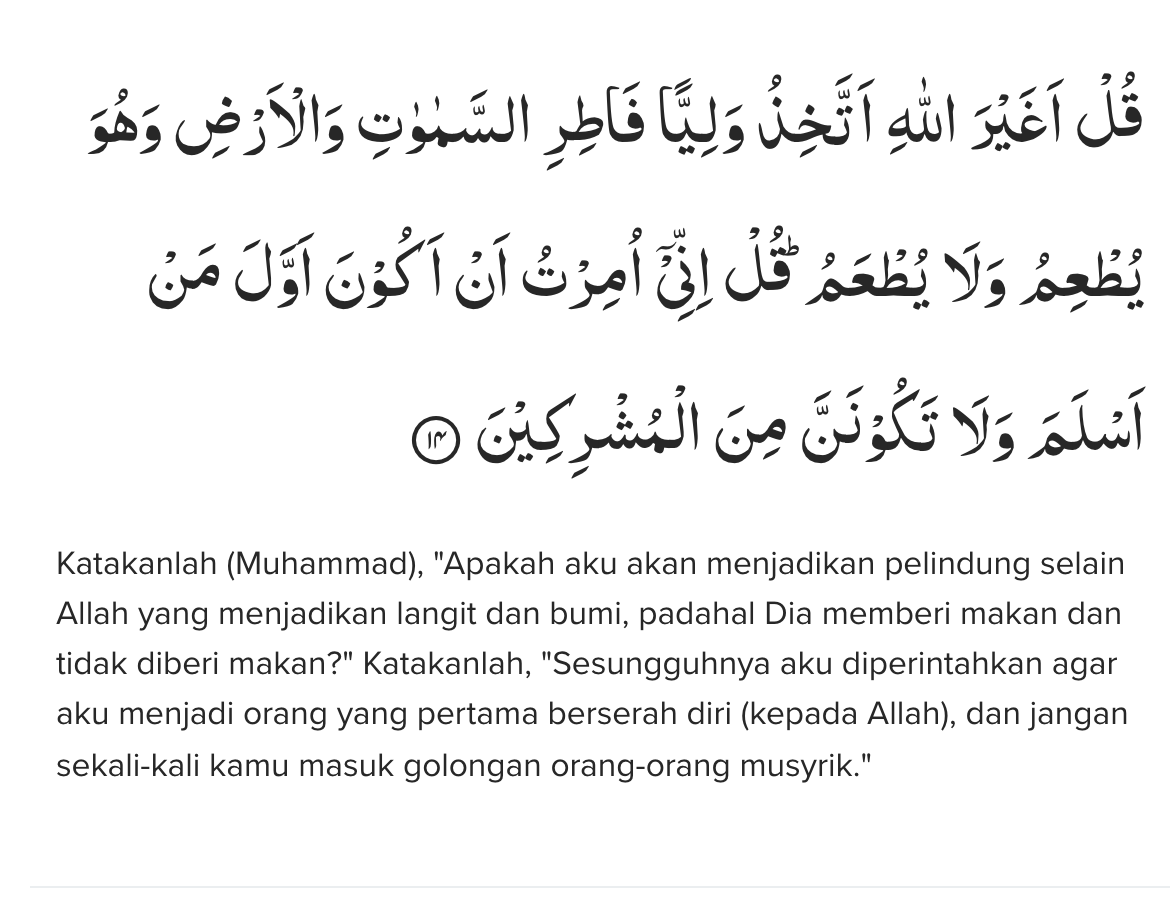 قُلْ اَغَيْرَ اللّٰهِ اَتَّخِذُ وَلِيًّا فَاطِرِ السَّمٰوٰتِ وَالْاَرْضِ وَهُوَ
يُطْعِمُ وَلَا يُطْعَمُ ۗقُلْ اِنِّيْٓ اُمِرْتُ اَنْ اَكُوْنَ اَوَّلَ مَنْ
اَسْلَمَ وَلَا تَكُوْنَنَّ مِنَ الْمُشْرِكِيْنَ ١٤
Katakanlah (Muhammad), "Apakah aku akan menjadikan pelindung selain
Allah yang menjadikan langit dan bumi, padahal Dia memberi makan dan
tidak diberi makan?" Katakanlah, "Sesungguhnya aku diperintahkan agar
aku menjadi orang yang pertama berserah diri (kepada Allah), dan jangan
sekali-kali kamu masuk golongan orang-orang musyrik."